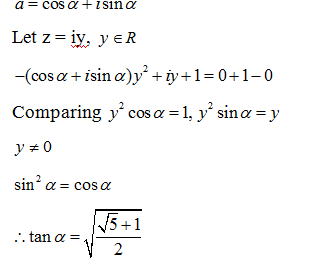 a = cos α + i sin α
Let z = iy, y ∈ R
−(cos α + i sin α)y² + iy + 1 = 0 + 1 − 0
Comparing y² cos α = 1, y² sin α = y
y ≠ 0
sin² α = cos α
∴ tan α = √((√5 + 1)/2)